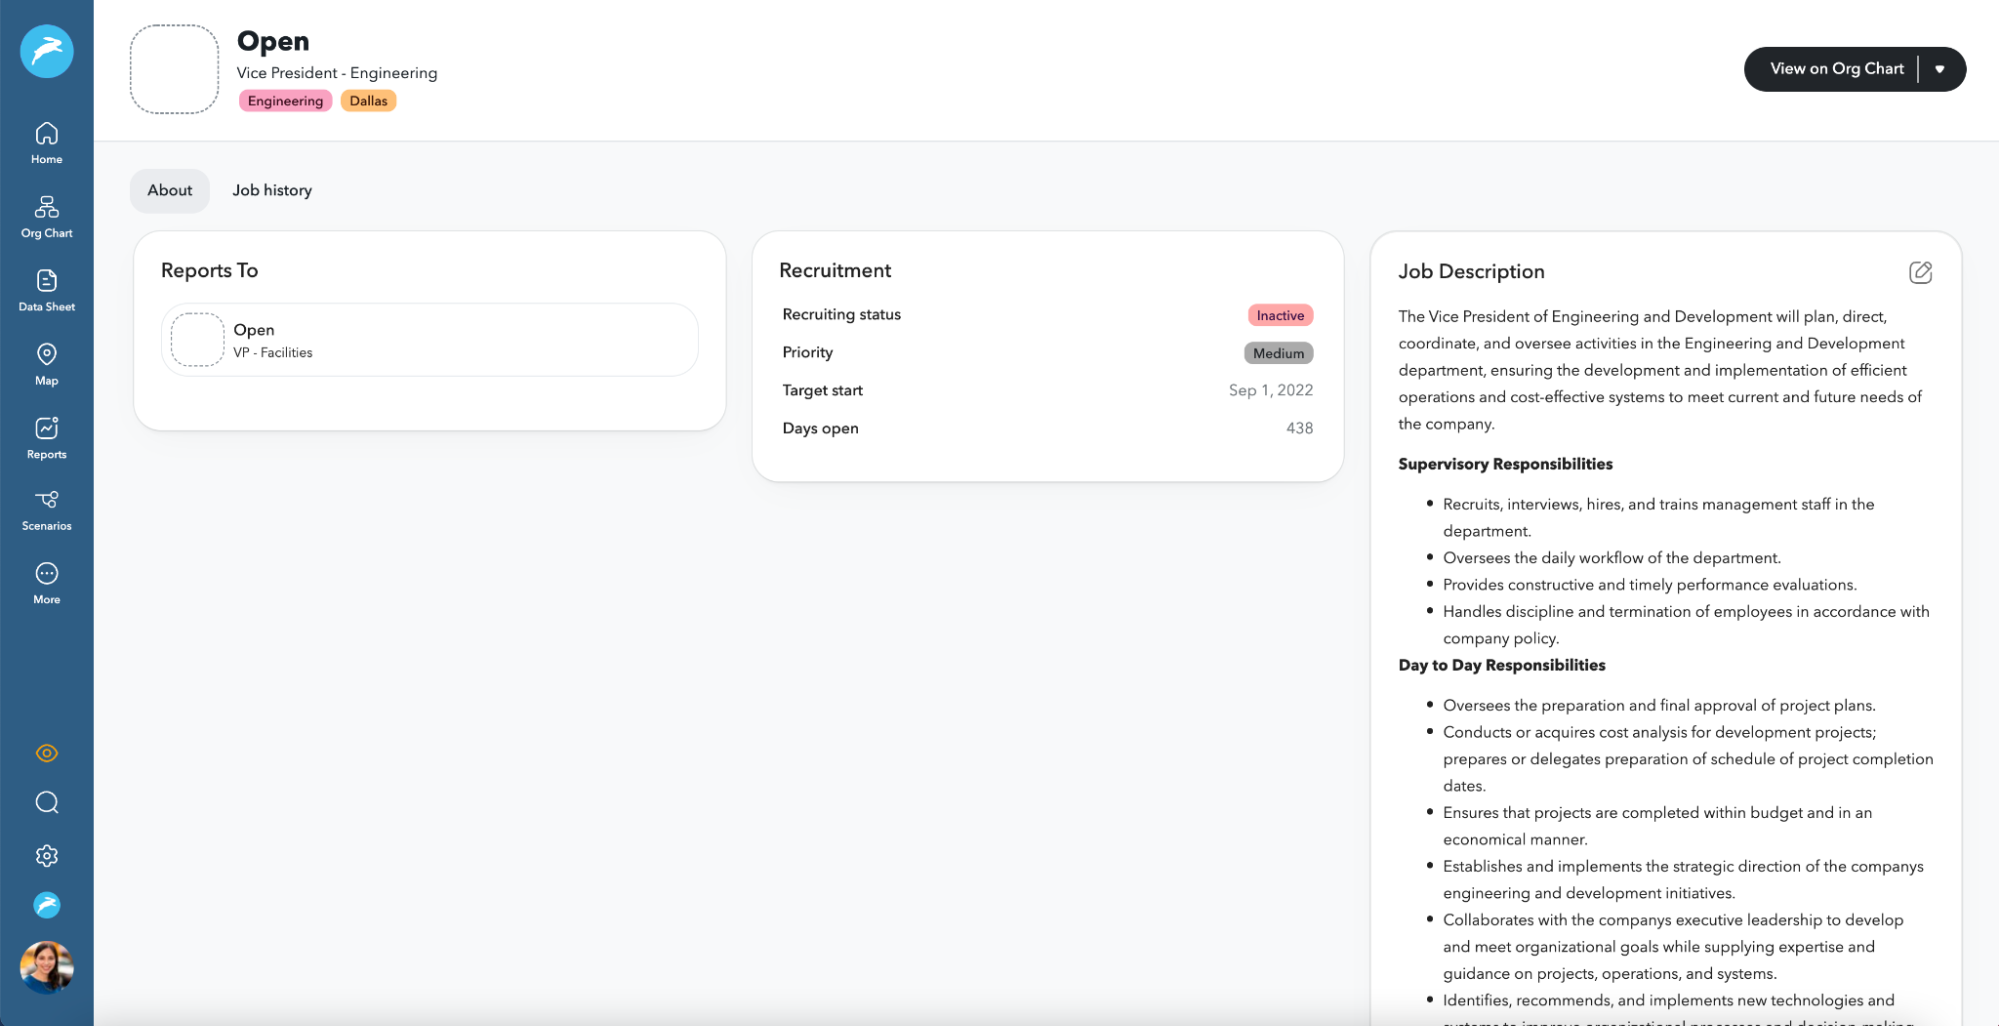 Open
Vice President - Engineering
Engineering
Dallas
View on Org Chart
Home
Org Chart
Data Sheet
Map
Reports
Scenarios
More
About
Job history
Reports To
Open
VP - Facilities
Recruitment
Recruiting status
Inactive
Priority
Medium
Target start
Sep 1, 2022
Days open
438
Job Description
The Vice President of Engineering and Development will plan, direct,
coordinate, and oversee activities in the Engineering and Development
department, ensuring the development and implementation of efficient
operations and cost-effective systems to meet current and future needs of
the company.
Supervisory Responsibilities
Recruits, interviews, hires, and trains management staff in the
department.
Oversees the daily workflow of the department.
Provides constructive and timely performance evaluations.
Handles discipline and termination of employees in accordance with
company policy.
Day to Day Responsibilities
Oversees the preparation and final approval of project plans.
Conducts or acquires cost analysis for development projects;
prepares or delegates preparation of schedule of project completion
dates.
Ensures that projects are completed within budget and in an
economical manner.
Establishes and implements the strategic direction of the companys
engineering and development initiatives.
Collaborates with the companys executive leadership to develop
and meet organizational goals while supplying expertise and
guidance on projects, operations, and systems.
Identifies, recommends, and implements new technologies and
systems to improve organizational processes and decision making